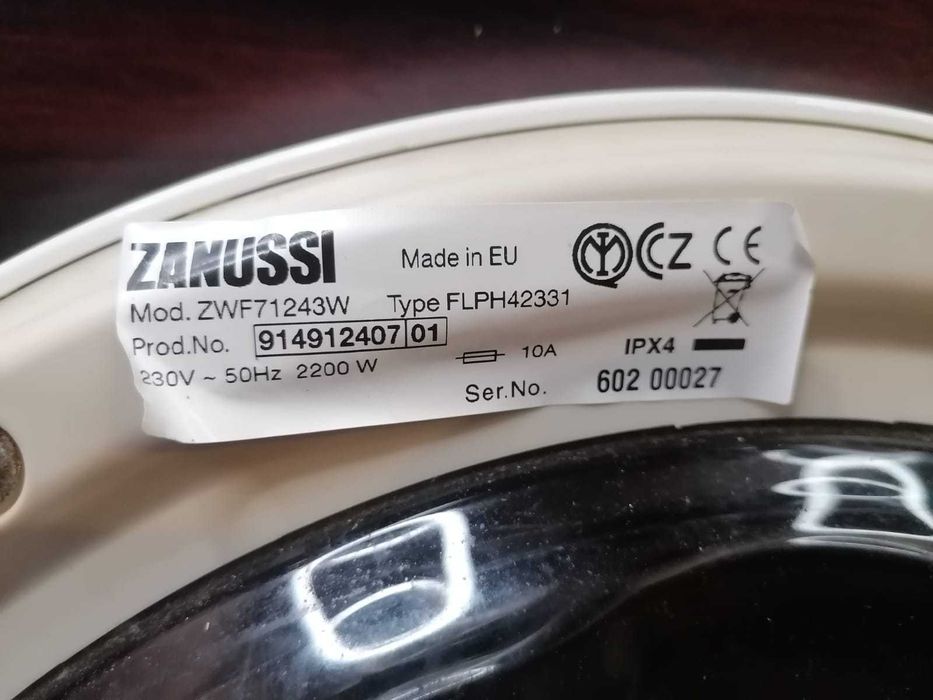 ZANUSSI Made in EU
Mod. ZWF71243W Type FLPH42331
Prod.No. 914912407 01
230V ~ 50Hz 2200 W 10A IPX4
Ser.No. 602 00027
CZ CE